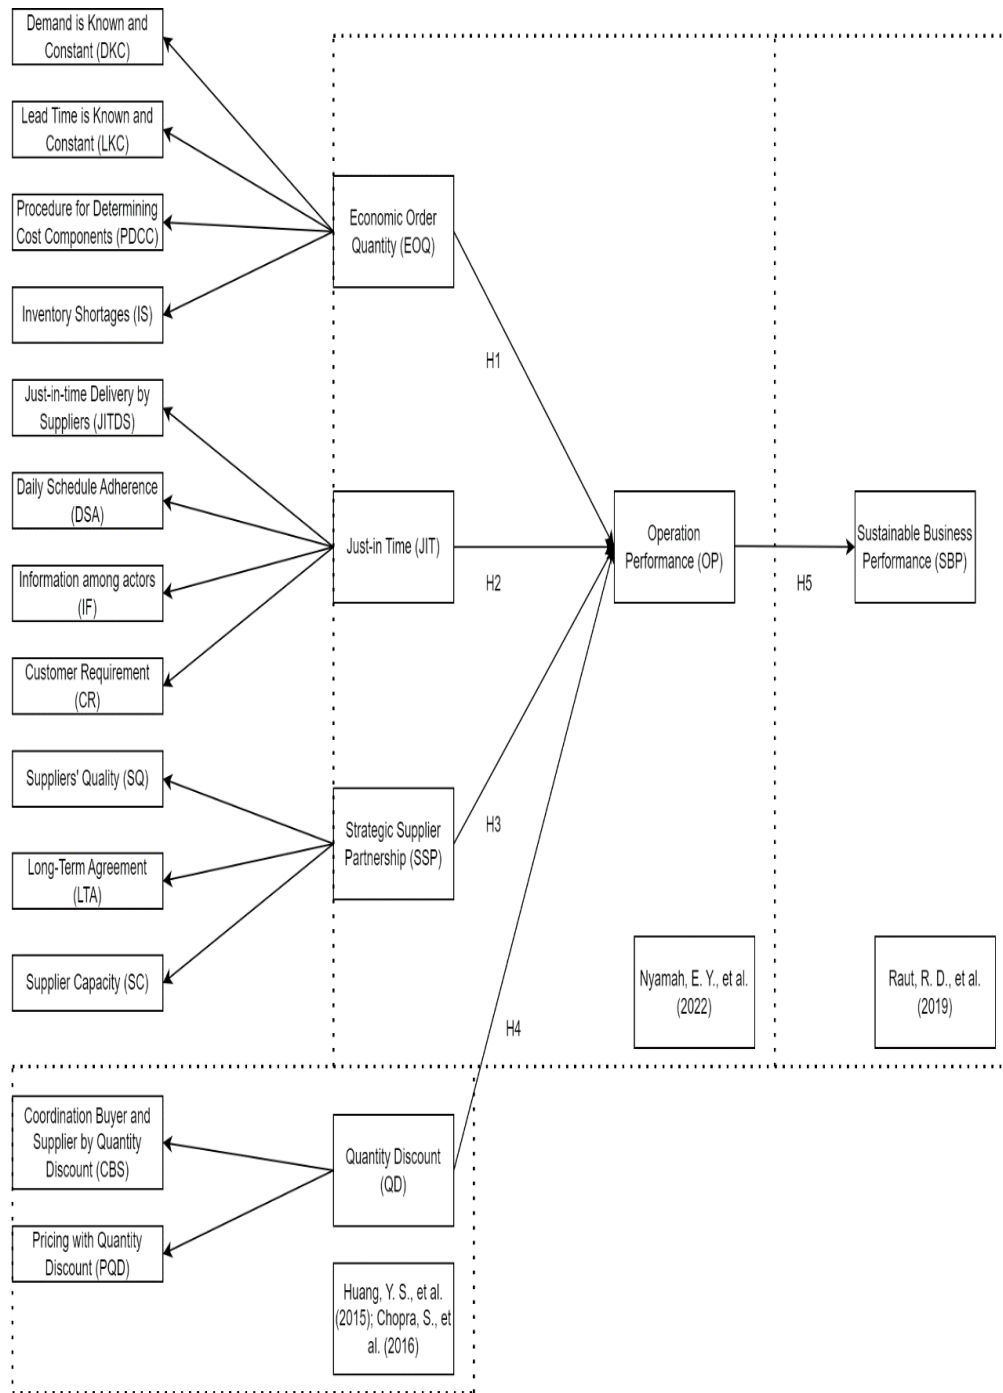 Demand is Known and
Constant (DKC)
Lead Time is Known and
Constant (LKC)
Procedure for Determining
Cost Components (PDCC)
Inventory Shortages (IS)
Just-in-time Delivery by
Suppliers (JITDS)
Daily Schedule Adherence
(DSA)
Information among actors
(IF)
Customer Requirement
(CR)
Suppliers' Quality (SQ)
Long-Term Agreement
(LTA)
Supplier Capacity (SC)
Coordination Buyer and
Supplier by Quantity
Discount (CBS)
Pricing with Quantity
Discount (PQD)
Economic Order
Quantity (EOQ)
Just-in Time (JIT)
Strategic Supplier
Partnership (SSP)
Quantity Discount
(QD)
Huang, Y. S., et al.
(2015); Chopra, S., et
al. (2016)
H1
H2
H3
H4
Operation
Performance (OP)
Nyamah, E. Y., et al.
(2022)
H5
Sustainable Business
Performance (SBP)
Raut, R. D., et al.
(2019)